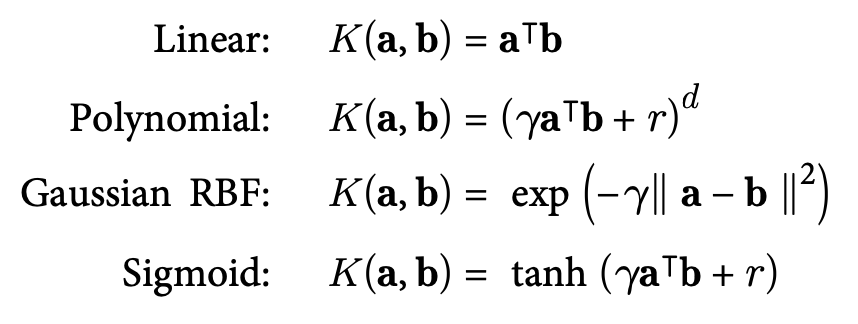 Linear: K(a, b) = a⊤b
Polynomial: K(a, b) = (γa⊤b + r)ᵈ
Gaussian RBF: K(a, b) = exp (−γ‖ a − b ‖²)
Sigmoid: K(a, b) = tanh (γa⊤b + r)